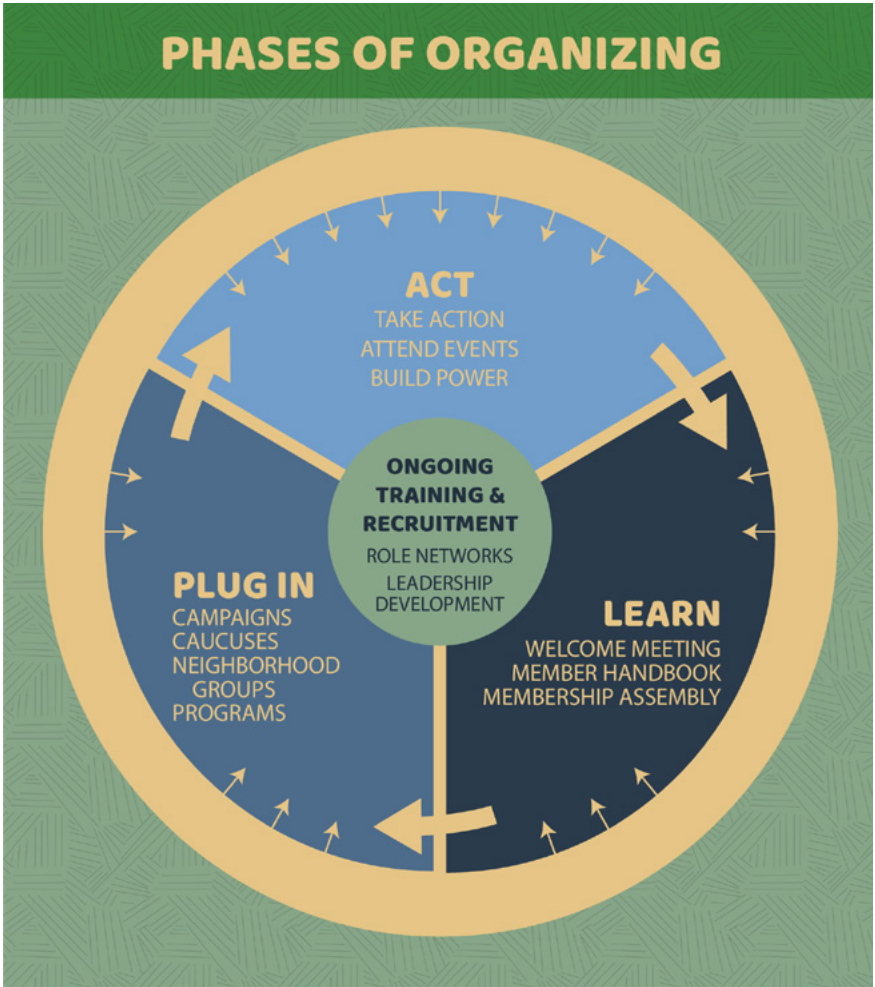 PHASES OF ORGANIZING
ACT
TAKE ACTION
ATTEND EVENTS
BUILD POWER
ONGOING
TRAINING &
RECRUITMENT
ROLE NETWORKS
LEADERSHIP
DEVELOPMENT
PLUG IN
CAMPAIGNS
CAUCUSES
NEIGHBORHOOD
GROUPS
PROGRAMS
LEARN
WELCOME MEETING
MEMBER HANDBOOK
MEMBERSHIP ASSEMBLY